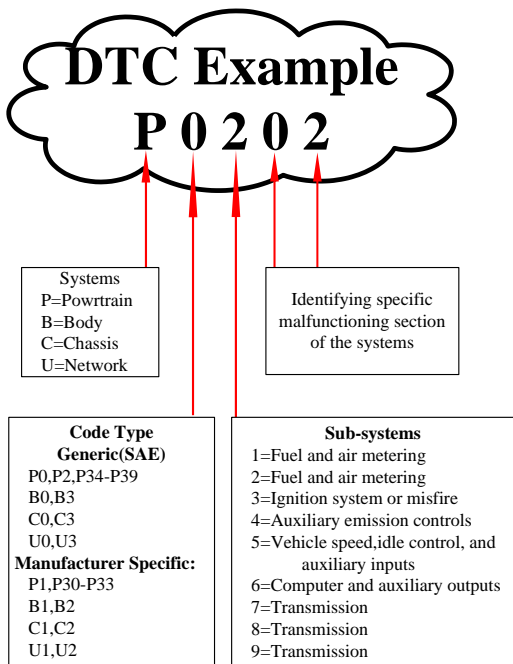 DTC Example
P 0 2 0 2
Systems
P=Powrtrain
B=Body
C=Chassis
U=Network
Identifying specific
malfunctioning section
of the systems
Code Type
Generic(SAE)
P0,P2,P34-P39
B0,B3
C0,C3
U0,U3
Manufacturer Specific:
P1,P30-P33
B1,B2
C1,C2
U1,U2
Sub-systems
1=Fuel and air metering
2=Fuel and air metering
3=Ignition system or misfire
4=Auxiliary emission controls
5=Vehicle speed,idle control, and
auxiliary inputs
6=Computer and auxiliary outputs
7=Transmission
8=Transmission
9=Transmission